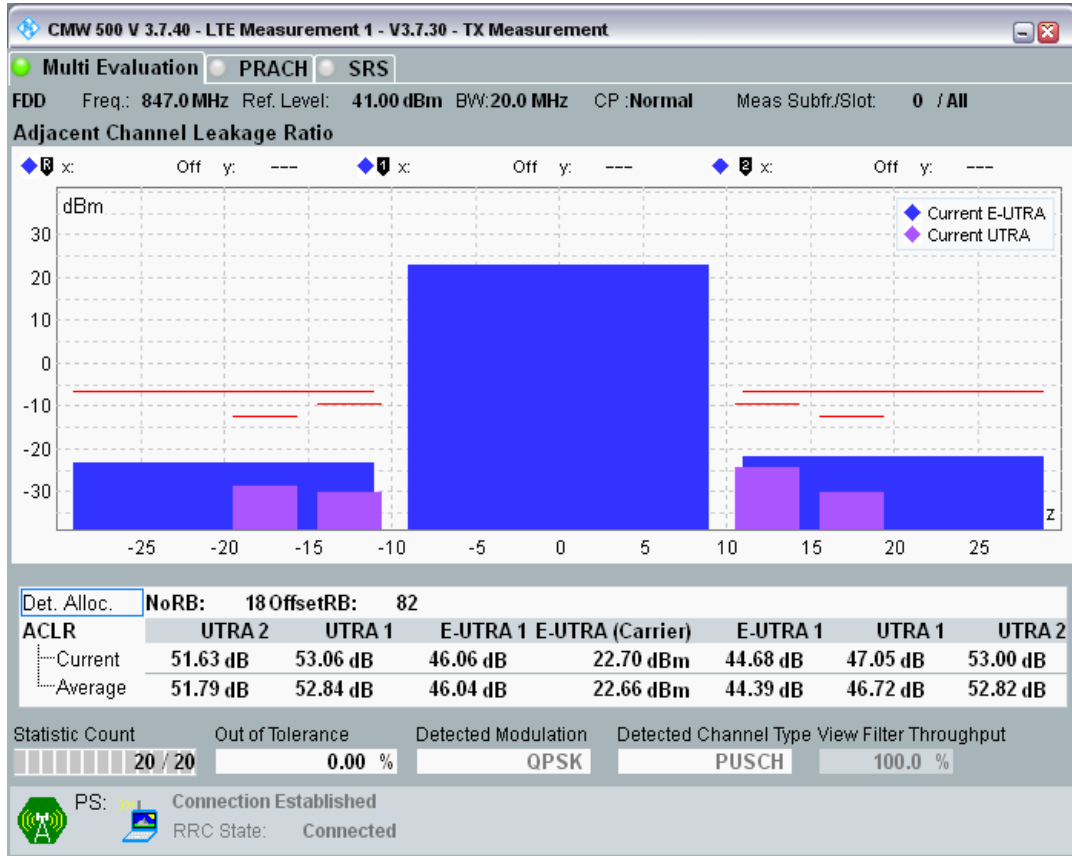 CMW 500 V 3.7.40 - LTE Measurement 1 - V3.7.30 - TX Measurement
Multi Evaluation PRACH SRS
FDD Freq.: 847.0 MHz Ref. Level: 41.00 dBm BW: 20.0 MHz CP : Normal Meas Subfr./Slot: 0 / All
Adjacent Channel Leakage Ratio
R x: Off y: --- 1 x: Off y: --- 2 x: Off y: ---
dBm
Current E-UTRA
Current UTRA
30
20
10
0
-10
-20
-30
z
-25 -20 -15 -10 -5 0 5 10 15 20 25
Det. Alloc. NoRB: 18 OffsetRB: 82
ACLR UTRA 2 UTRA 1 E-UTRA 1 E-UTRA (Carrier) E-UTRA 1 UTRA 1 UTRA 2
Current 51.63 dB 53.06 dB 46.06 dB 22.70 dBm 44.68 dB 47.05 dB 53.00 dB
Average 51.79 dB 52.84 dB 46.04 dB 22.66 dBm 44.39 dB 46.72 dB 52.82 dB
Statistic Count Out of Tolerance Detected Modulation Detected Channel Type View Filter Throughput
20 / 20 0.00 % QPSK PUSCH 100.0 %
PS: Connection Established
RRC State: Connected